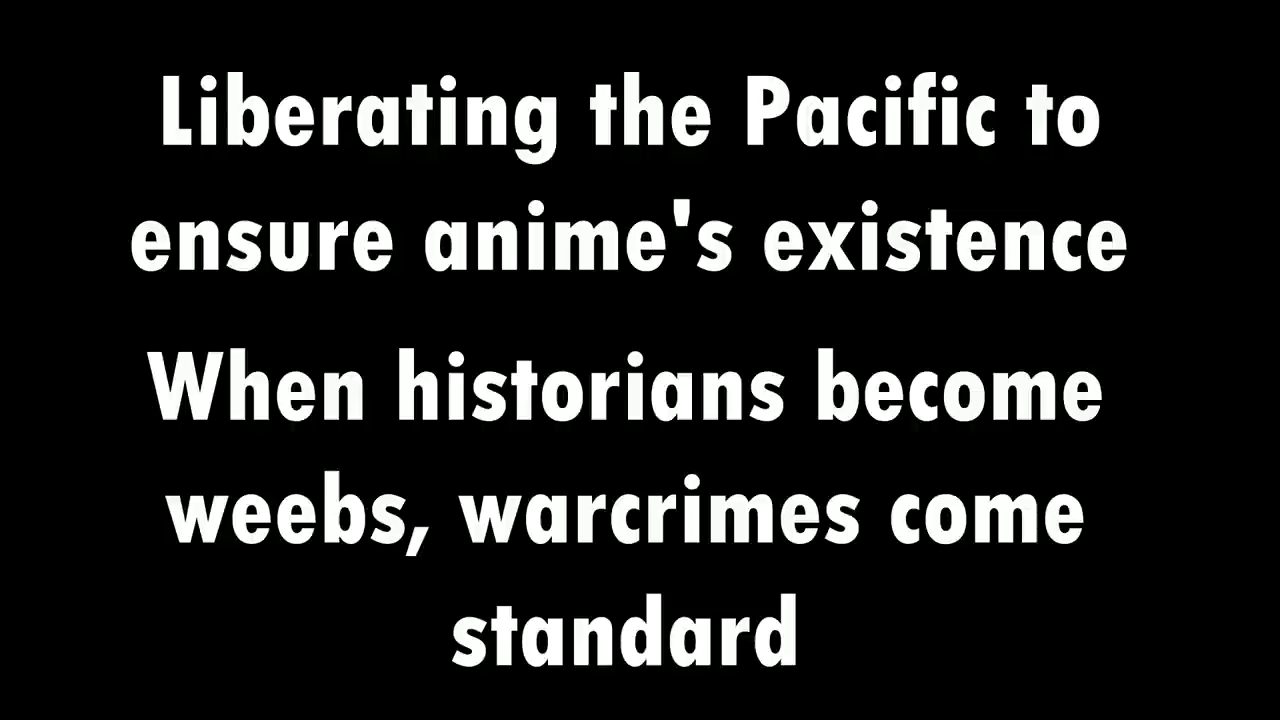 Liberating the Pacific to
ensure anime's existence
When historians become
weebs, warcrimes come
standard